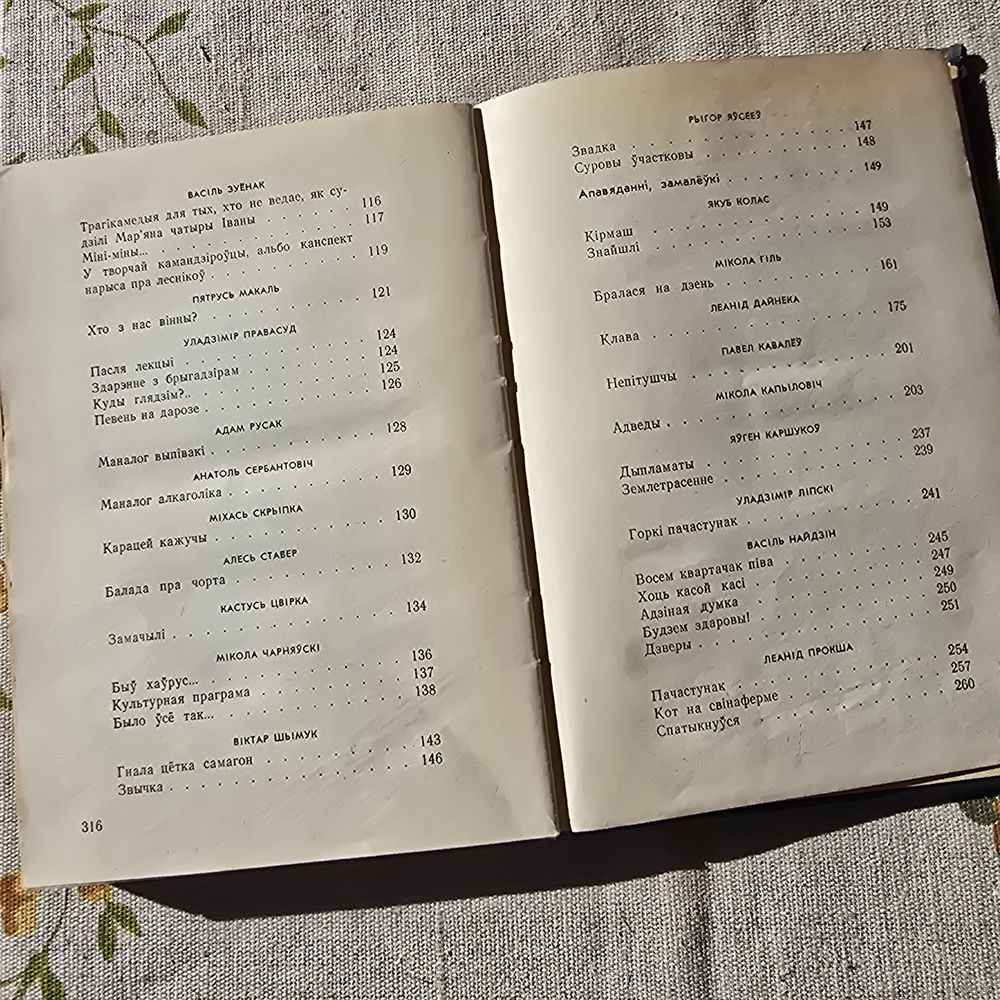 ВАСІЛЬ ЗУЁНАК
Трагікамедыя для тых, хто не ведае, як су-
дзілі Мар'яна чатыры Іваны . . . . . . 116
Міні-міны... . . . . . . . . . . . 117
У творчай камандзіроўцы, альбо канспект
нарыса пра леснікоў . . . . . . . . 119
ПЯТРУСЬ МАКАЛЬ
Хто з нас вінны? . . . . . . . . . 121
УЛАДЗІМІР ПРАВАСУД
Пасля лекцыі . . . . . . . . . . . 124
Здарэнне з брыгадзірам . . . . . . . 124
Куды глядзім?.. . . . . . . . . . . 125
Певень на дарозе . . . . . . . . . . 126
АДАМ РУСАК
Маналог выпівакі . . . . . . . . . . 128
АНАТОЛЬ СЕРБАНТОВІЧ
Маналог алкаголіка . . . . . . . . . 129
МІХАСЬ СКРЫПКА
Карацей кажучы . . . . . . . . . . 130
АЛЕСЬ СТАВЕР
Балада пра чорта . . . . . . . . . . 132
КАСТУСЬ ЦВІРКА
Замачылі . . . . . . . . . . . . . 134
МІКОЛА ЧАРНЯЎСКІ
Быў хаўрус... . . . . . . . . . . . 136
Культурная праграма . . . . . . . . 137
Было ўсё так... . . . . . . . . . . . 138
ВІКТАР ШЫМУК
Гнала цётка самагон . . . . . . . . 143
Звычка . . . . . . . . . . . . . . 146
316
РЫГОР ЯЎСЕЕЎ
Звадка . . . . . . . . . . . . . . 147
Суровы ўчастковы . . . . . . . . . 148
Апавяданні, замалёўкі . . . . . . . . 149
ЯКУБ КОЛАС
Кірмаш . . . . . . . . . . . . . . 149
Знайшлі . . . . . . . . . . . . . . 153
МІКОЛА ГІЛЬ
Бралася на дзень . . . . . . . . . . 161
ЛЕАНІД ДАЙНЕКА
Клава . . . . . . . . . . . . . . . 175
ПАВЕЛ КАВАЛЁЎ
Непітушчы . . . . . . . . . . . . 201
МІКОЛА КАПЫЛОВІЧ
Адведы . . . . . . . . . . . . . . 203
ЯЎГЕН КАРШУКОЎ
Дыпламаты . . . . . . . . . . . . 237
Землетрасенне . . . . . . . . . . . 239
УЛАДЗІМІР ЛІПСКІ
Горкі пачастунак . . . . . . . . . . 241
ВАСІЛЬ НАЙДЗІН
Восем квартачак піва . . . . . . . . 245
Хоць касой касі . . . . . . . . . . 247
Адзіная думка . . . . . . . . . . . 249
Будзем здаровы! . . . . . . . . . . 250
Дзверы . . . . . . . . . . . . . . 251
ЛЕАНІД ПРОКША
Пачастунак . . . . . . . . . . . . 254
Кот на свінаферме . . . . . . . . . 257
Спатыкнуўся . . . . . . . . . . . . 260